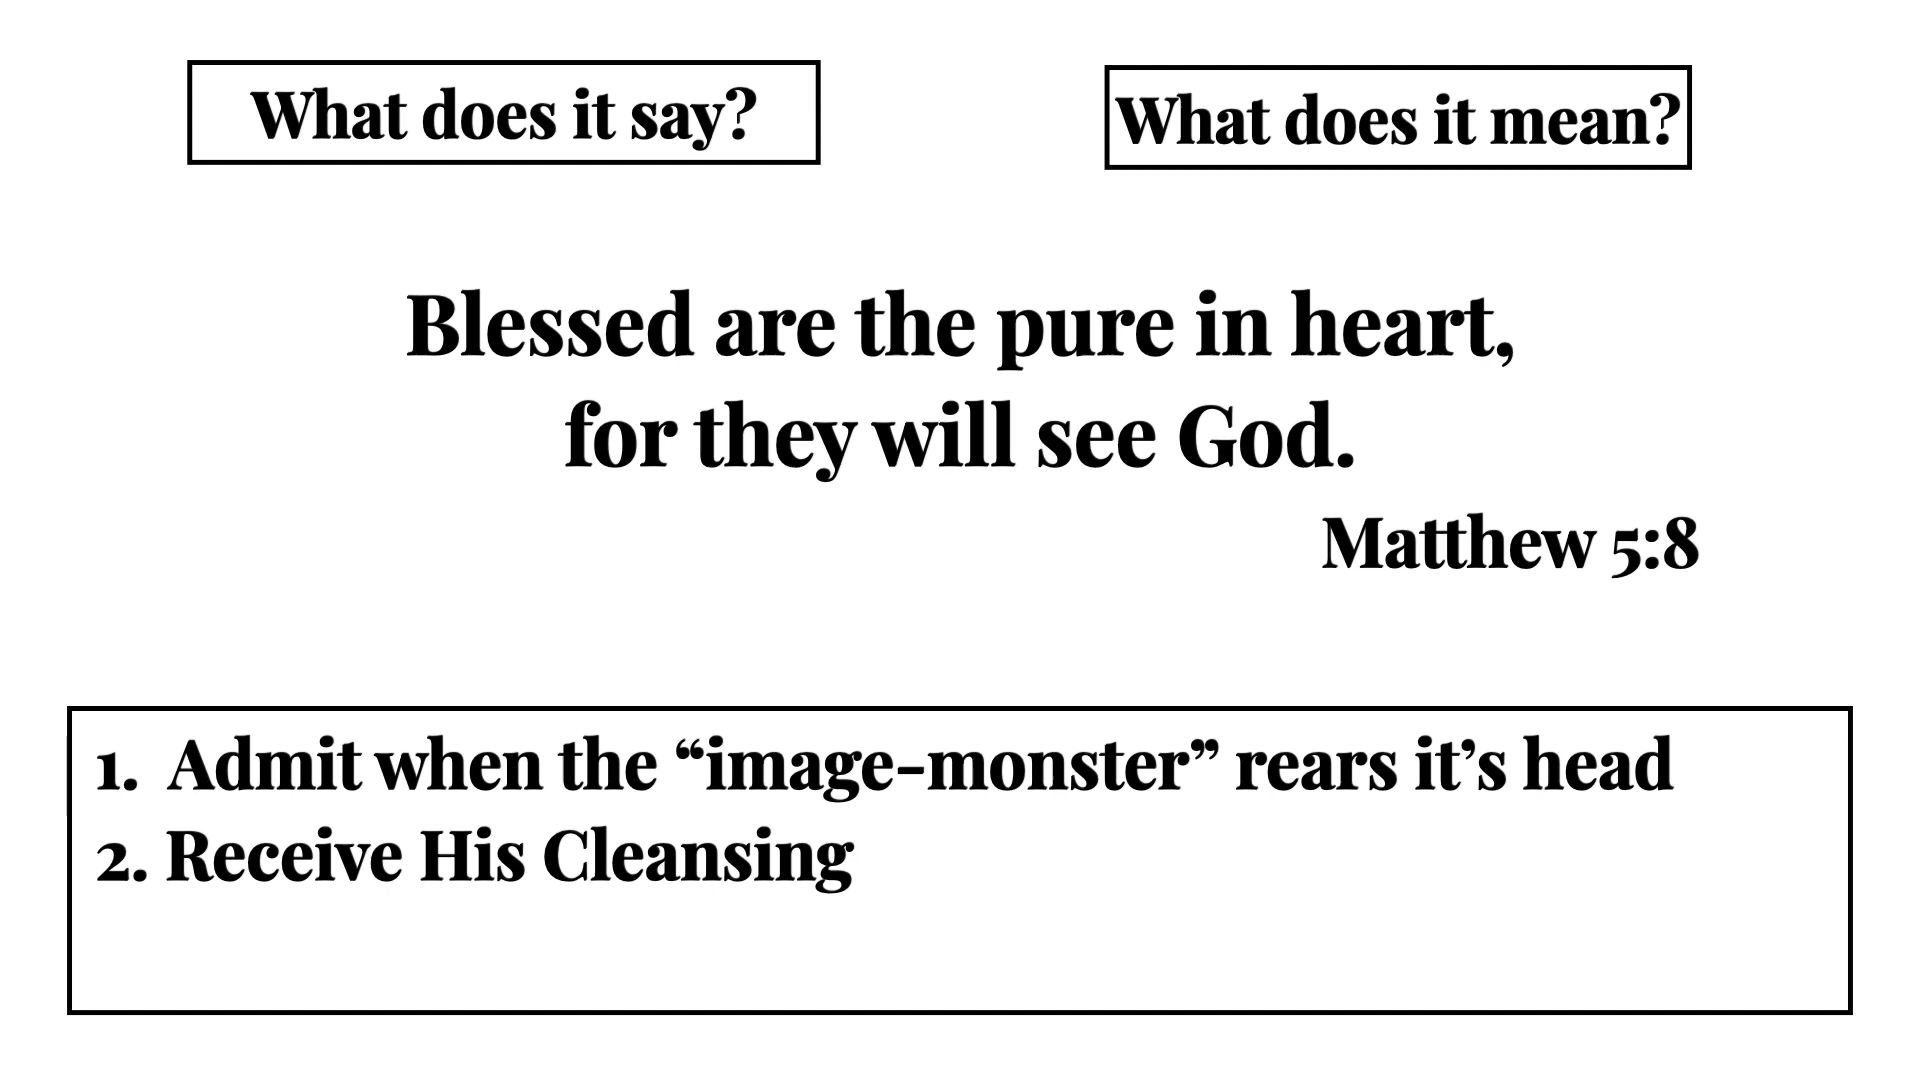 What does it say?
What does it mean?
Blessed are the pure in heart,
for they will see God.
Matthew 5:8
1. Admit when the “image-monster” rears it’s head
2. Receive His Cleansing